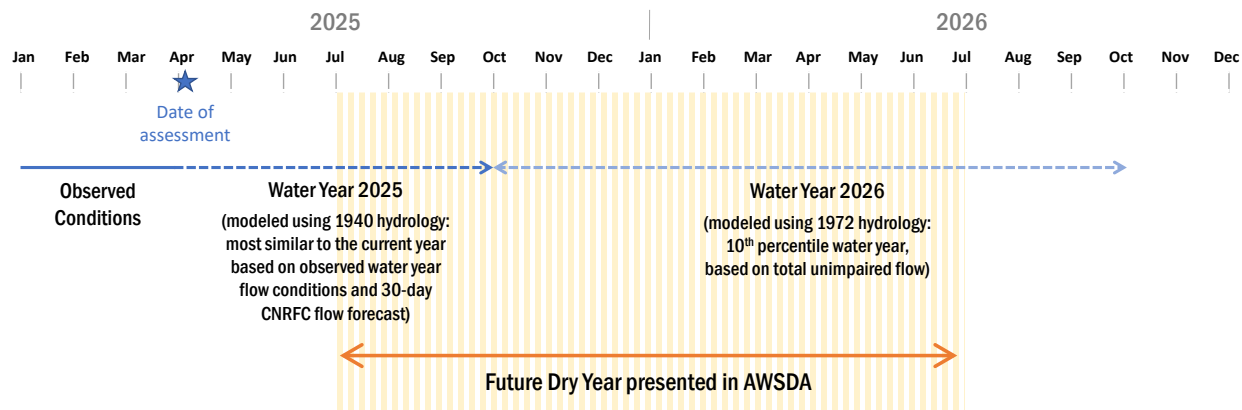 2025 2026
Jan Feb Mar Apr May Jun Jul Aug Sep Oct Nov Dec Jan Feb Mar Apr May Jun Jul Aug Sep Oct Nov Dec
Date of
assessment
Observed
Conditions
Water Year 2025
(modeled using 1940 hydrology:
most similar to the current year
based on observed water year
flow conditions and 30-day
CNRFC flow forecast)
Water Year 2026
(modeled using 1972 hydrology:
10th percentile water year,
based on total unimpaired flow)
Future Dry Year presented in AWSDA